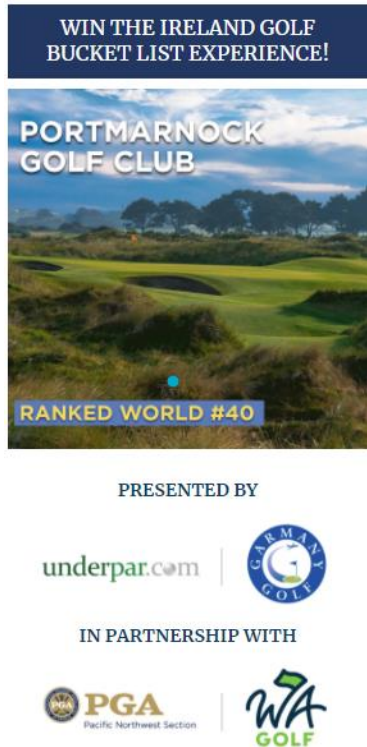 WIN THE IRELAND GOLF
BUCKET LIST EXPERIENCE!
PORTMARNOCK
GOLF CLUB
RANKED WORLD #40
PRESENTED BY
underpar.com
GARMANY
GOLF
IN PARTNERSHIP WITH
PGA
PGA
Pacific Northwest Section
WA
GOLF